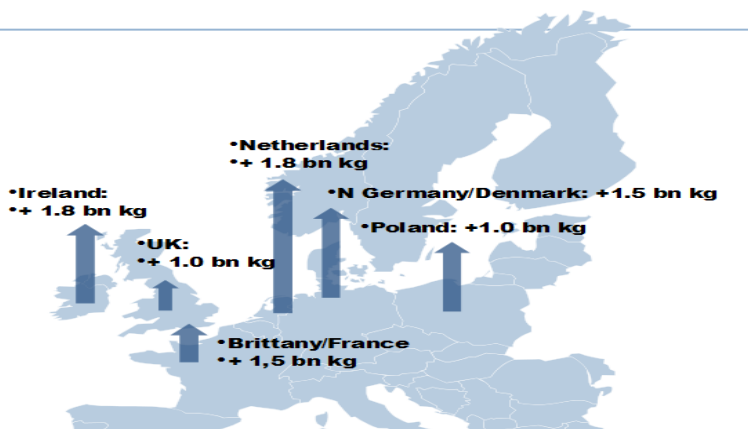 •Netherlands:
•+ 1.8 bn kg
•Ireland:
•+ 1.8 bn kg
•N Germany/Denmark: +1.5 bn kg
•Poland: +1.0 bn kg
•UK:
•+ 1.0 bn kg
•Brittany/France
•+ 1,5 bn kg